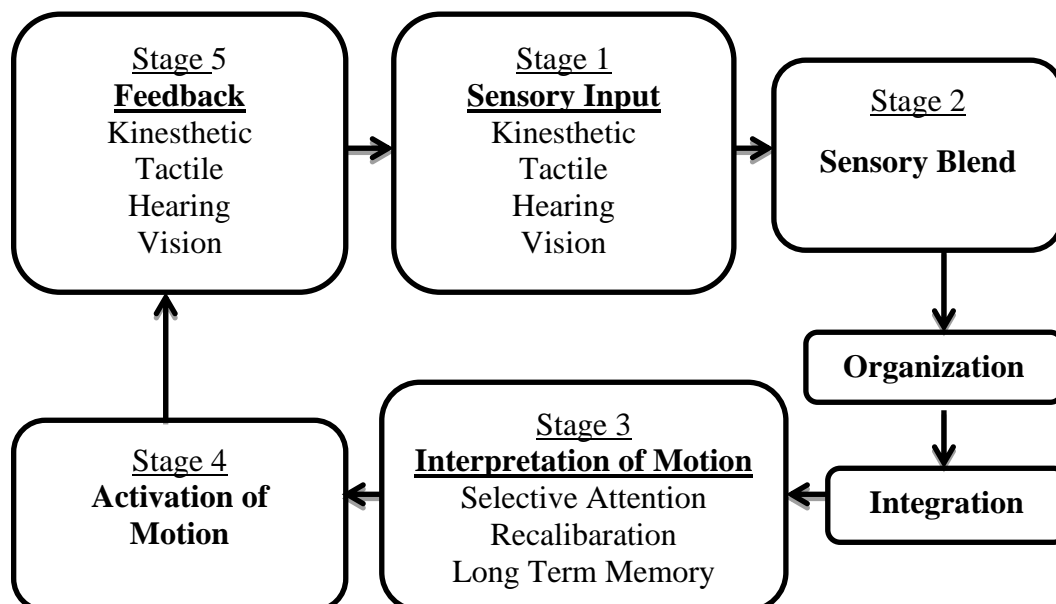 Stage 5
Feedback
Kinesthetic
Tactile
Hearing
Vision
Stage 1
Sensory Input
Kinesthetic
Tactile
Hearing
Vision
Stage 2
Sensory Blend
Organization
Integration
Stage 3
Interpretation of Motion
Selective Attention
Recalibaration
Long Term Memory
Stage 4
Activation of
Motion